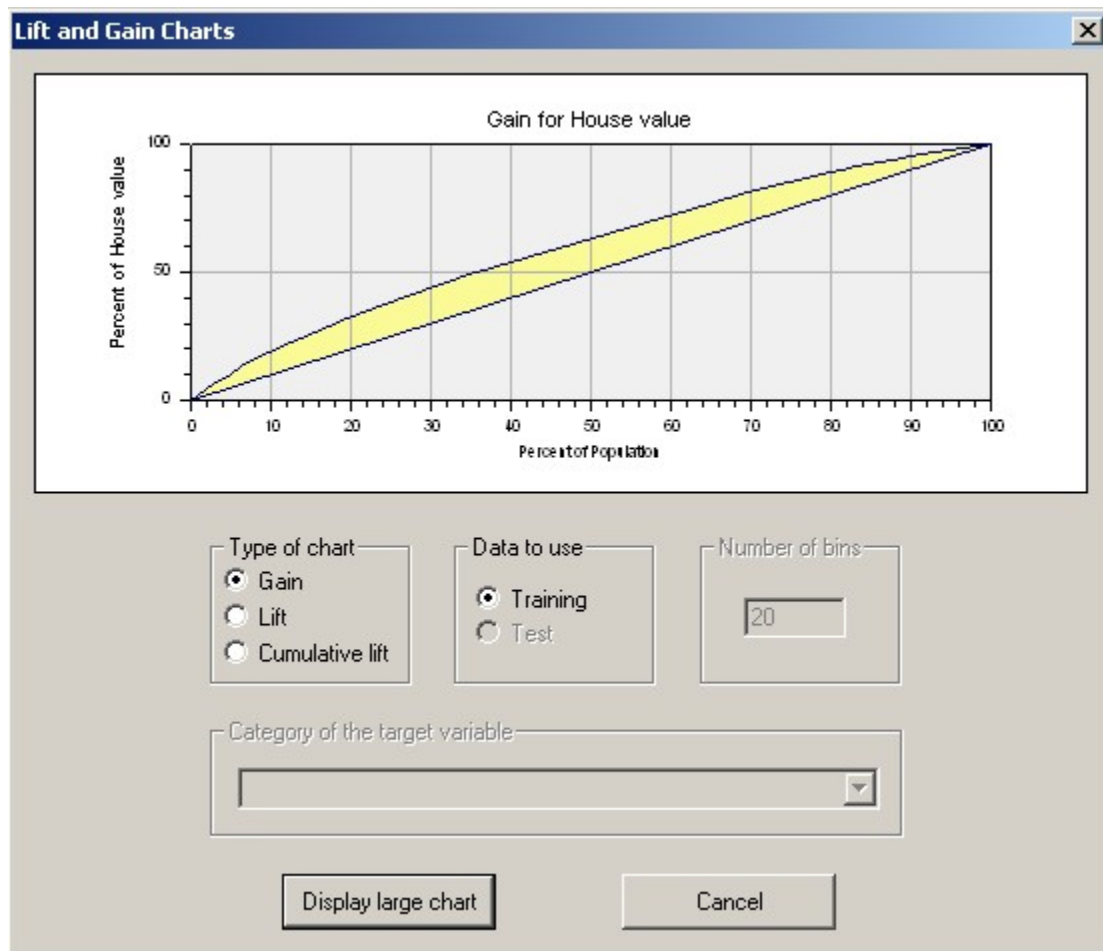 Lift and Gain Charts
Gain for House value
Percent of House value
100
50
0
0 10 20 30 40 50 60 70 80 90 100
Percent of Population
Type of chart
Gain
Lift
Cumulative lift
Data to use
Training
Test
Number of bins
20
Category of the target variable
Display large chart
Cancel